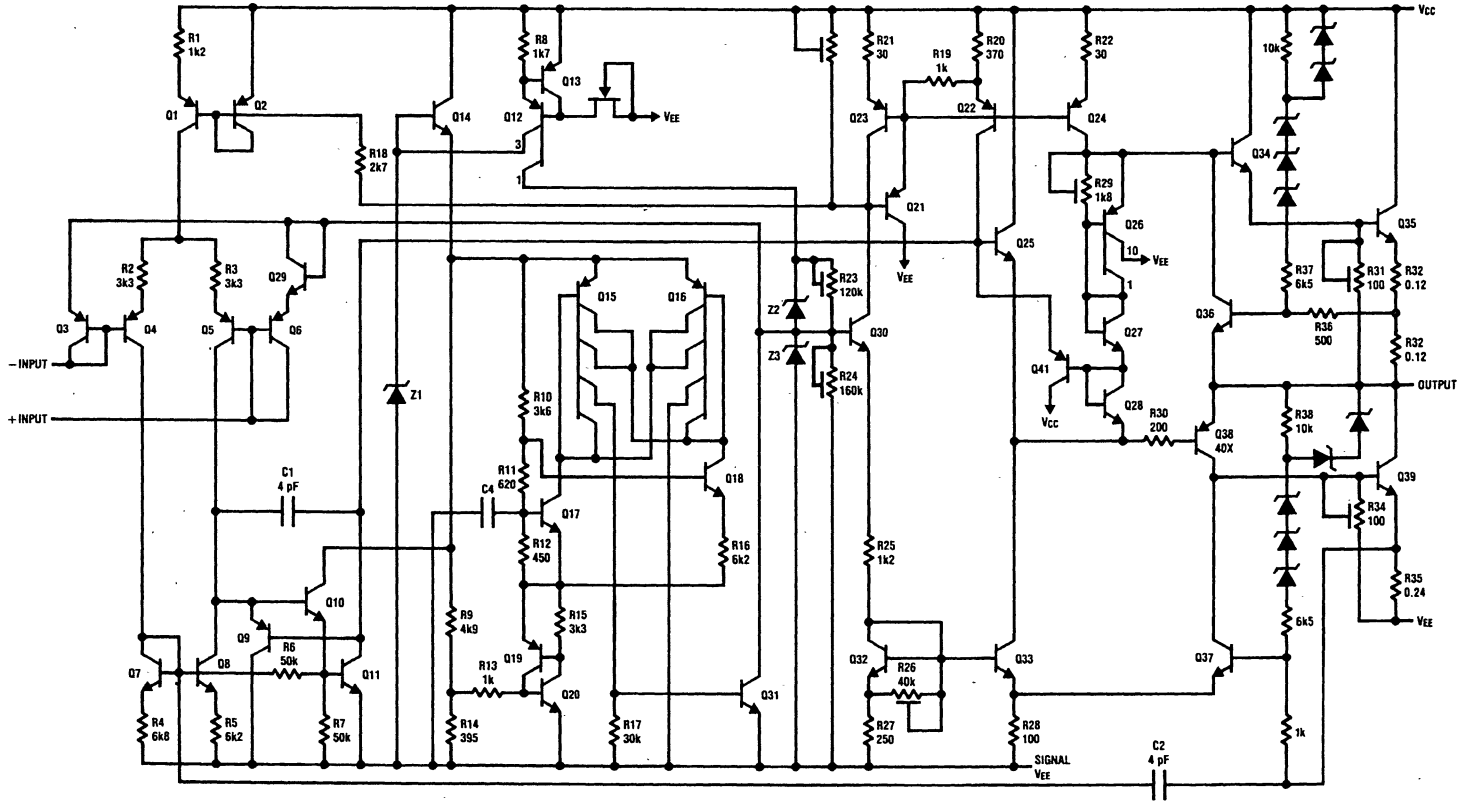 VCC
R1
1k2
R8
1k7
Q13
R21
30
R19
1k
R20
370
R22
30
10k
Q1
Q2
Q14
Q12
VEE
Q23
Q22
Q24
Q34
3
R18
2k7
1
R29
1k8
Q21
Q26
Q35
Q25
10
VEE
R2
3k3
R3
3k3
Q29
VEE
R23
120k
R37
6k5
R31
100
R32
0.12
Q15
Q16
1
Z2
Q3
Q4
Q5
Q6
Q30
Q27
Q36
R36
500
R32
0.12
– INPUT
Z3
R24
160k
Q41
OUTPUT
Z1
R10
3k6
Q28
+ INPUT
VCC
R30
200
R38
10k
Q38
40X
C1
4 pF
R11
620
Q18
Q39
C4
Q17
R34
100
R12
450
R16
6k2
R25
1k2
R35
0.24
Q10
R9
4k9
R15
3k3
6k5
VEE
Q9
R6
50k
Q19
Q32
Q33
Q37
Q7
Q8
Q11
R13
1k
Q20
Q31
R26
40k
R4
6k8
R5
6k2
R7
50k
R14
395
R17
30k
R27
250
R28
100
1k
SIGNAL
VEE
C2
4 pF